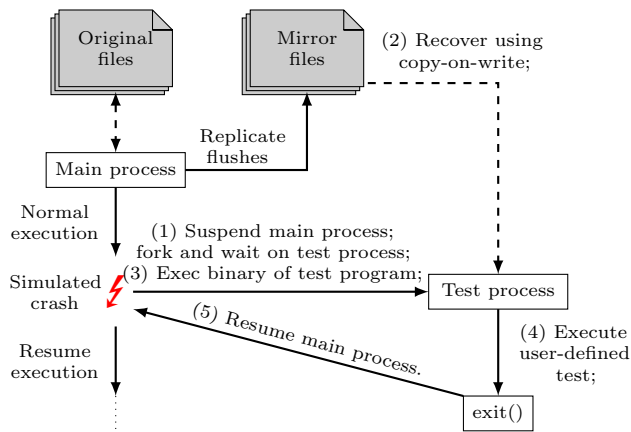 Original
files
Mirror
files
(2) Recover using
copy-on-write;
Replicate
flushes
Main process
Normal
execution
(1) Suspend main process;
fork and wait on test process;
(3) Exec binary of test program;
Simulated
crash
Test process
(5) Resume main process.
(4) Execute
user-defined
test;
Resume
execution
exit()